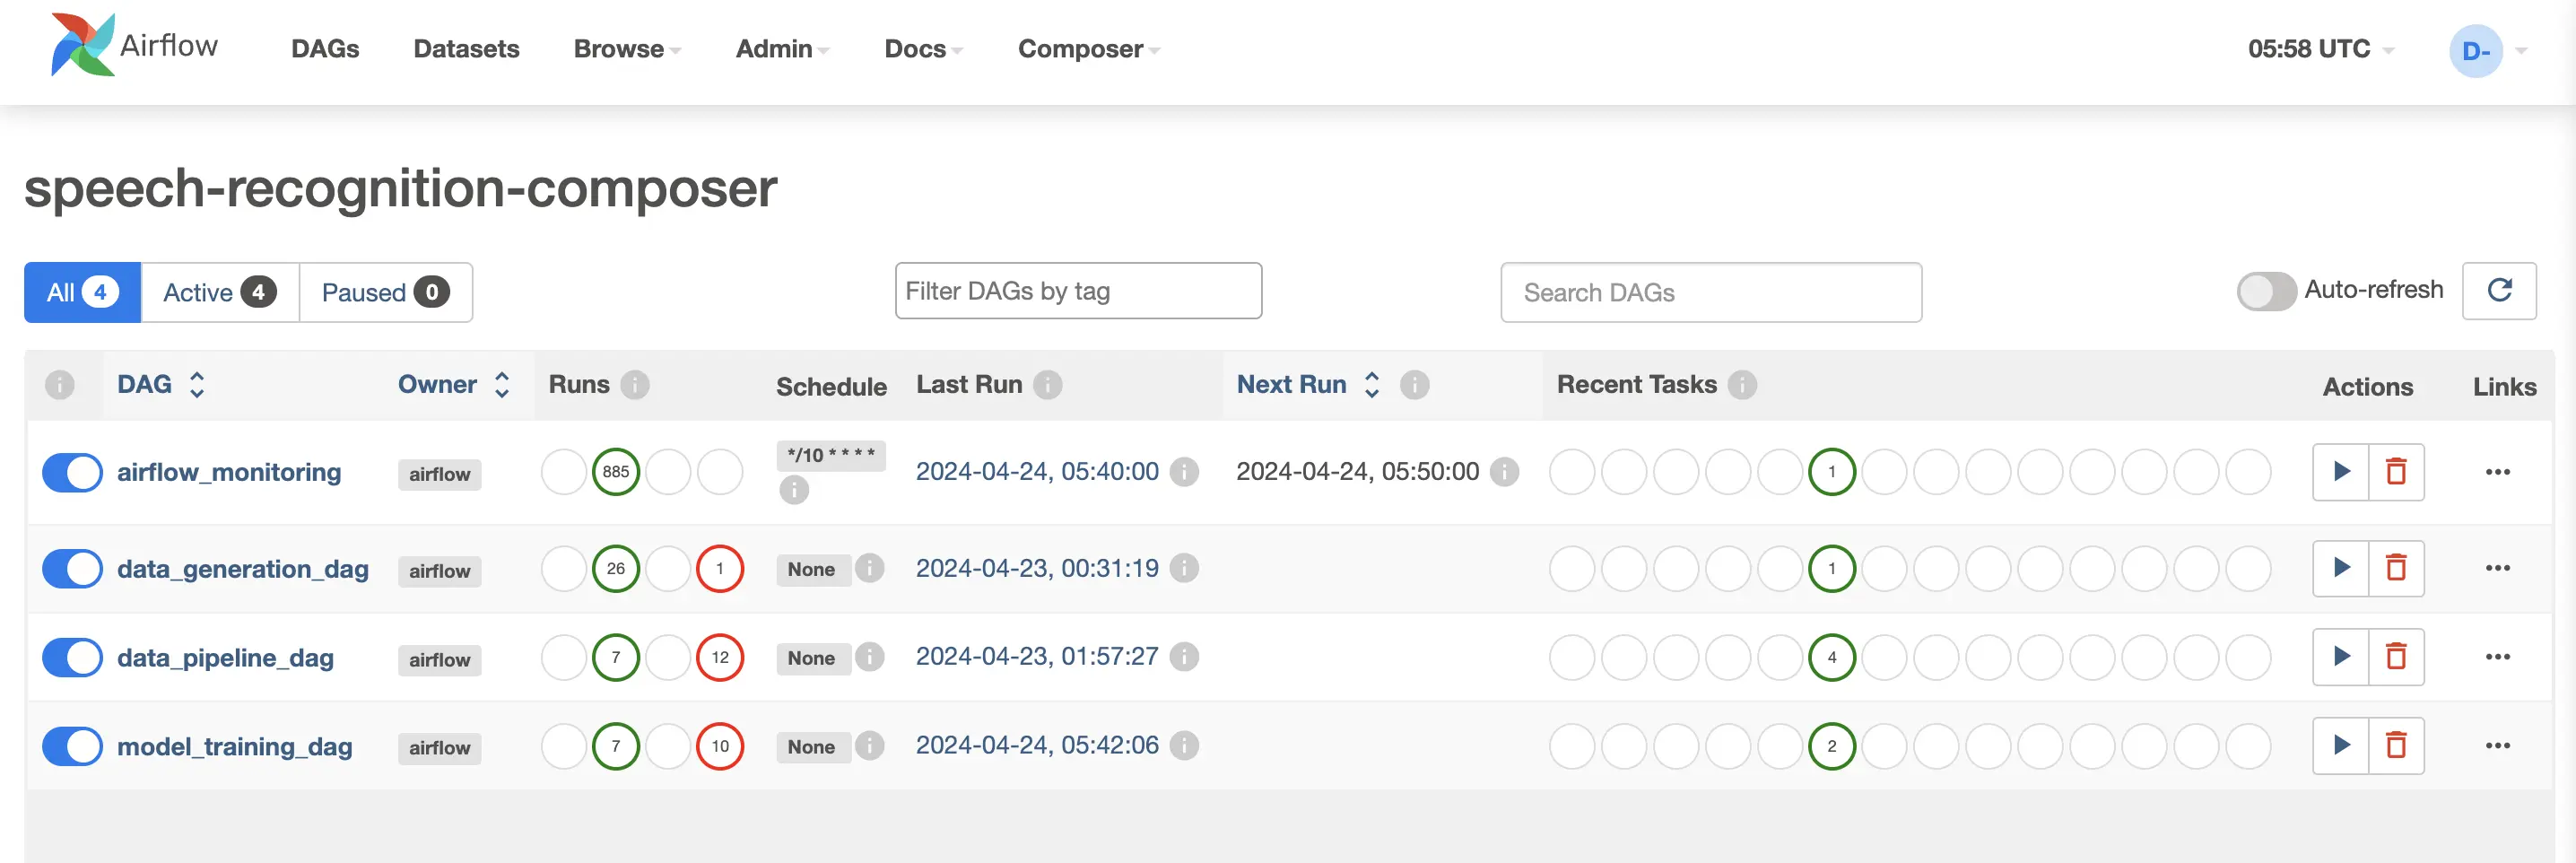 Airflow DAGs Datasets Browse Admin Docs Composer 05:58 UTC D-
speech-recognition-composer
All 4 Active 4 Paused 0 Filter DAGs by tag Search DAGs Auto-refresh
i DAG Owner Runs i Schedule Last Run i Next Run i Recent Tasks i Actions Links
airflow_monitoring airflow 885 */10 * * * * i 2024-04-24, 05:40:00 i 2024-04-24, 05:50:00 i 1
data_generation_dag airflow 26 1 None i 2024-04-23, 00:31:19 i 1
data_pipeline_dag airflow 7 12 None i 2024-04-23, 01:57:27 i 4
model_training_dag airflow 7 10 None i 2024-04-24, 05:42:06 i 2